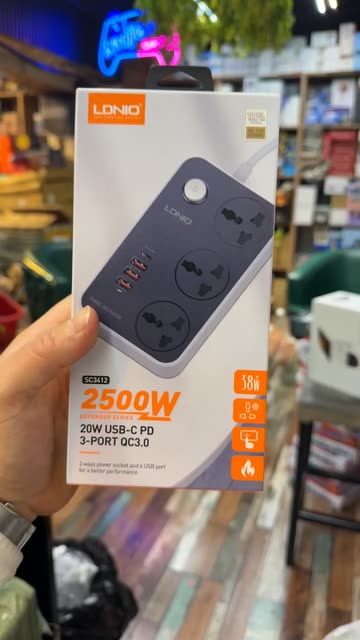 LDNIO
LDNIO
SC3412
2500W
DEFENDER SERIES
20W USB-C PD
3-PORT QC3.0
3 ways power socket and 4 USB port
for a better performance
38W